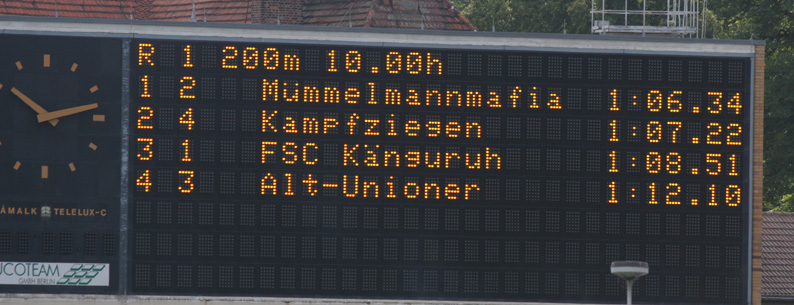 R 1 200m 10.00h
1 2 Mümmelmannmafia 1:06.34
2 4 Kampfziegen 1:07.22
3 1 FSC Känguruh 1:08.51
4 3 Alt-Unioner 1:12.10
AMALK TELELUX-C
UCOTEAM
GMBH BERLIN